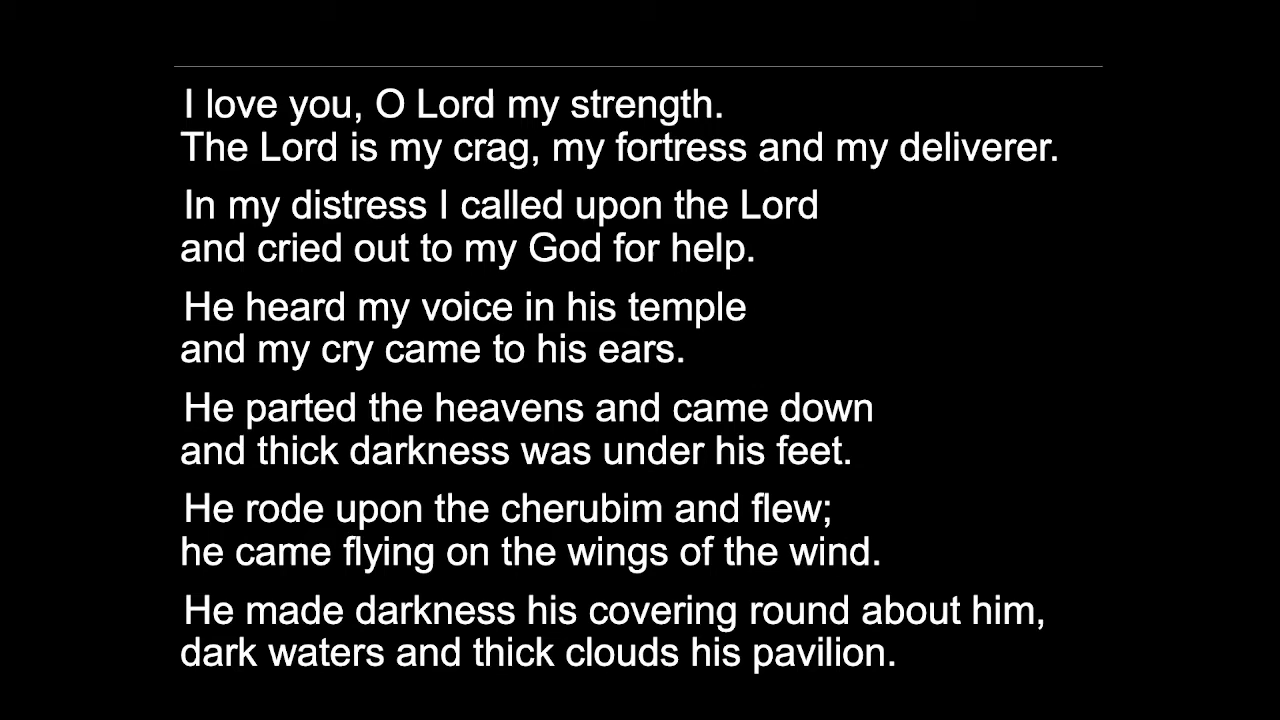 I love you, O Lord my strength.
The Lord is my crag, my fortress and my deliverer.
In my distress I called upon the Lord
and cried out to my God for help.
He heard my voice in his temple
and my cry came to his ears.
He parted the heavens and came down
and thick darkness was under his feet.
He rode upon the cherubim and flew;
he came flying on the wings of the wind.
He made darkness his covering round about him,
dark waters and thick clouds his pavilion.